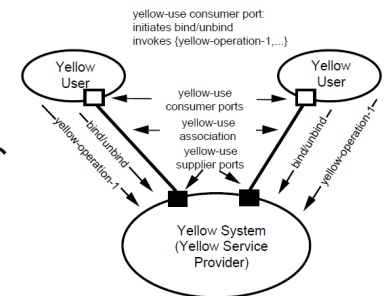 yellow-use consumer port:
initiates bind/unbind
invokes {yellow-operation-1,...}
Yellow
User
Yellow
User
yellow-use
consumer ports
yellow-use
association
yellow-use
supplier ports
yellow-operation-1
bind/unbind
bind/unbind
yellow-operation-1
Yellow System
(Yellow Service
Provider)